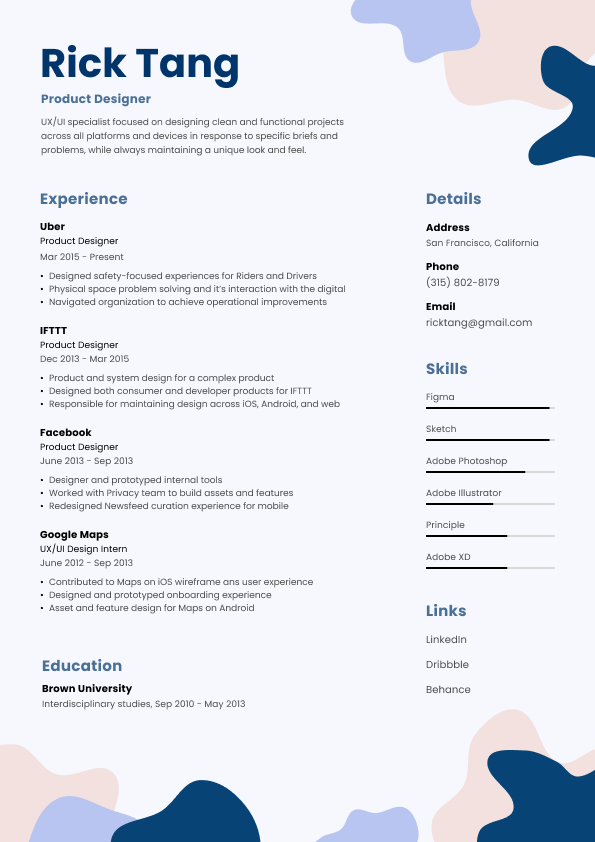 Rick Tang
Product Designer
UX/UI specialist focused on designing clean and functional projects
across all platforms and devices in response to specific briefs and
problems, while always maintaining a unique look and feel.
Experience
Uber
Product Designer
Mar 2015 - Present
• Designed safety-focused experiences for Riders and Drivers
• Physical space problem solving and it's interaction with the digital
• Navigated organization to achieve operational improvements
IFTTT
Product Designer
Dec 2013 - Mar 2015
• Product and system design for a complex product
• Designed both consumer and developer products for IFTTT
• Responsible for maintaining design across iOS, Android, and web
Facebook
Product Designer
June 2013 - Sep 2013
• Designer and prototyped internal tools
• Worked with Privacy team to build assets and features
• Redesigned Newsfeed curation experience for mobile
Google Maps
UX/UI Design Intern
June 2012 - Sep 2013
• Contributed to Maps on iOS wireframe ans user experience
• Designed and prototyped onboarding experience
• Asset and feature design for Maps on Android
Education
Brown University
Interdisciplinary studies, Sep 2010 - May 2013
Details
Address
San Francisco, California
Phone
(315) 802-8179
Email
ricktang@gmail.com
Skills
Figma
Sketch
Adobe Photoshop
Adobe Illustrator
Principle
Adobe XD
Links
LinkedIn
Dribbble
Behance